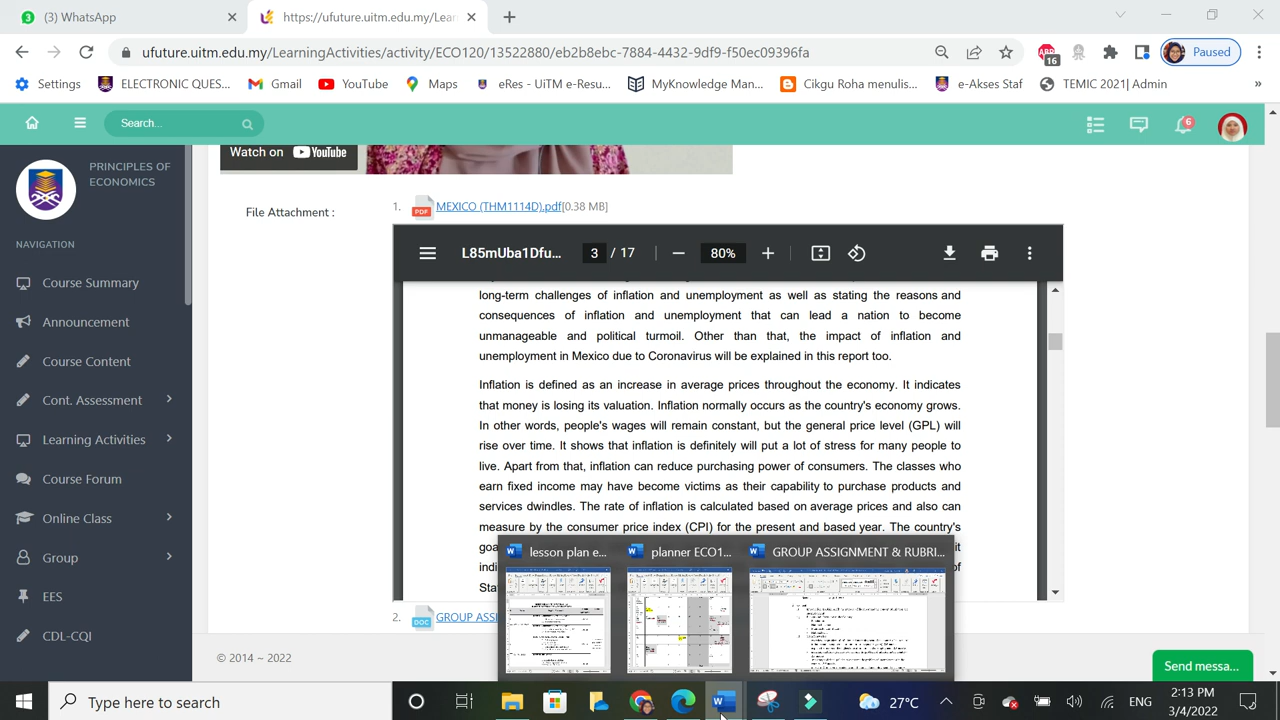 (3) WhatsApp
https://ufuture.uitm.edu.my/Lear
ufuture.uitm.edu.my/LearningActivities/activity/ECO120/13522880/eb2b8ebc-7884-4432-9df9-f50ec09396fa
16
Paused
Settings
ELECTRONIC QUES...
Gmail
YouTube
Maps
eRes - UiTM e-Resu...
MyKnowledge Man...
Cikgu Roha menulis...
e-Akses Staf
TEMIC 2021| Admin
»
Search...
6
PRINCIPLES OF
ECONOMICS
NAVIGATION
Course Summary
Announcement
Course Content
Cont. Assessment
Learning Activities
Course Forum
Online Class
Group
EES
CDL-CQI
Watch on YouTube
File Attachment :
1. MEXICO (THM1114D).pdf[0.38 MB]
L85mUba1Dfu... 3 / 17 80%
long-term challenges of inflation and unemployment as well as stating the reasons and
consequences of inflation and unemployment that can lead a nation to become
unmanageable and political turmoil. Other than that, the impact of inflation and
unemployment in Mexico due to Coronavirus will be explained in this report too.
Inflation is defined as an increase in average prices throughout the economy. It indicates
that money is losing its valuation. Inflation normally occurs as the country's economy grows.
In other words, people's wages will remain constant, but the general price level (GPL) will
rise over time. It shows that inflation is definitely will put a lot of stress for many people to
live. Apart from that, inflation can reduce purchasing power of consumers. The classes who
earn fixed income may have become victims as their capability to purchase products and
services dwindles. The rate of inflation is calculated based on average prices and also can
measure by the consumer price index (CPI) for the present and based year. The country's
goa it
indi of
Sta
2. GROUP ASSI
lesson plan e...
planner ECO1...
GROUP ASSIGNMENT & RUBRI...
© 2014 ~ 2022
Send messa...
Type here to search
27°C
ENG
2:13 PM
3/4/2022